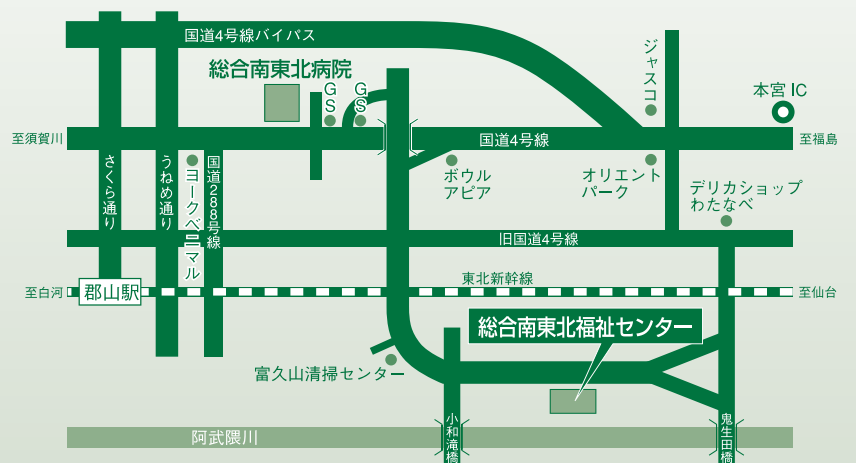 国道4号線バイパス
総合南東北病院
GS
GS
ジャスコ
本宮 IC
至須賀川
国道4号線
至福島
さくら通り
うねめ通り
ヨークベニマル
国道288号線
ボウル
アピア
オリエント
パーク
デリカショップ
わたなべ
旧国道4号線
東北新幹線
至白河
郡山駅
至仙台
総合南東北福祉センター
富久山清掃センター
小和滝橋
鬼生田橋
阿武隈川